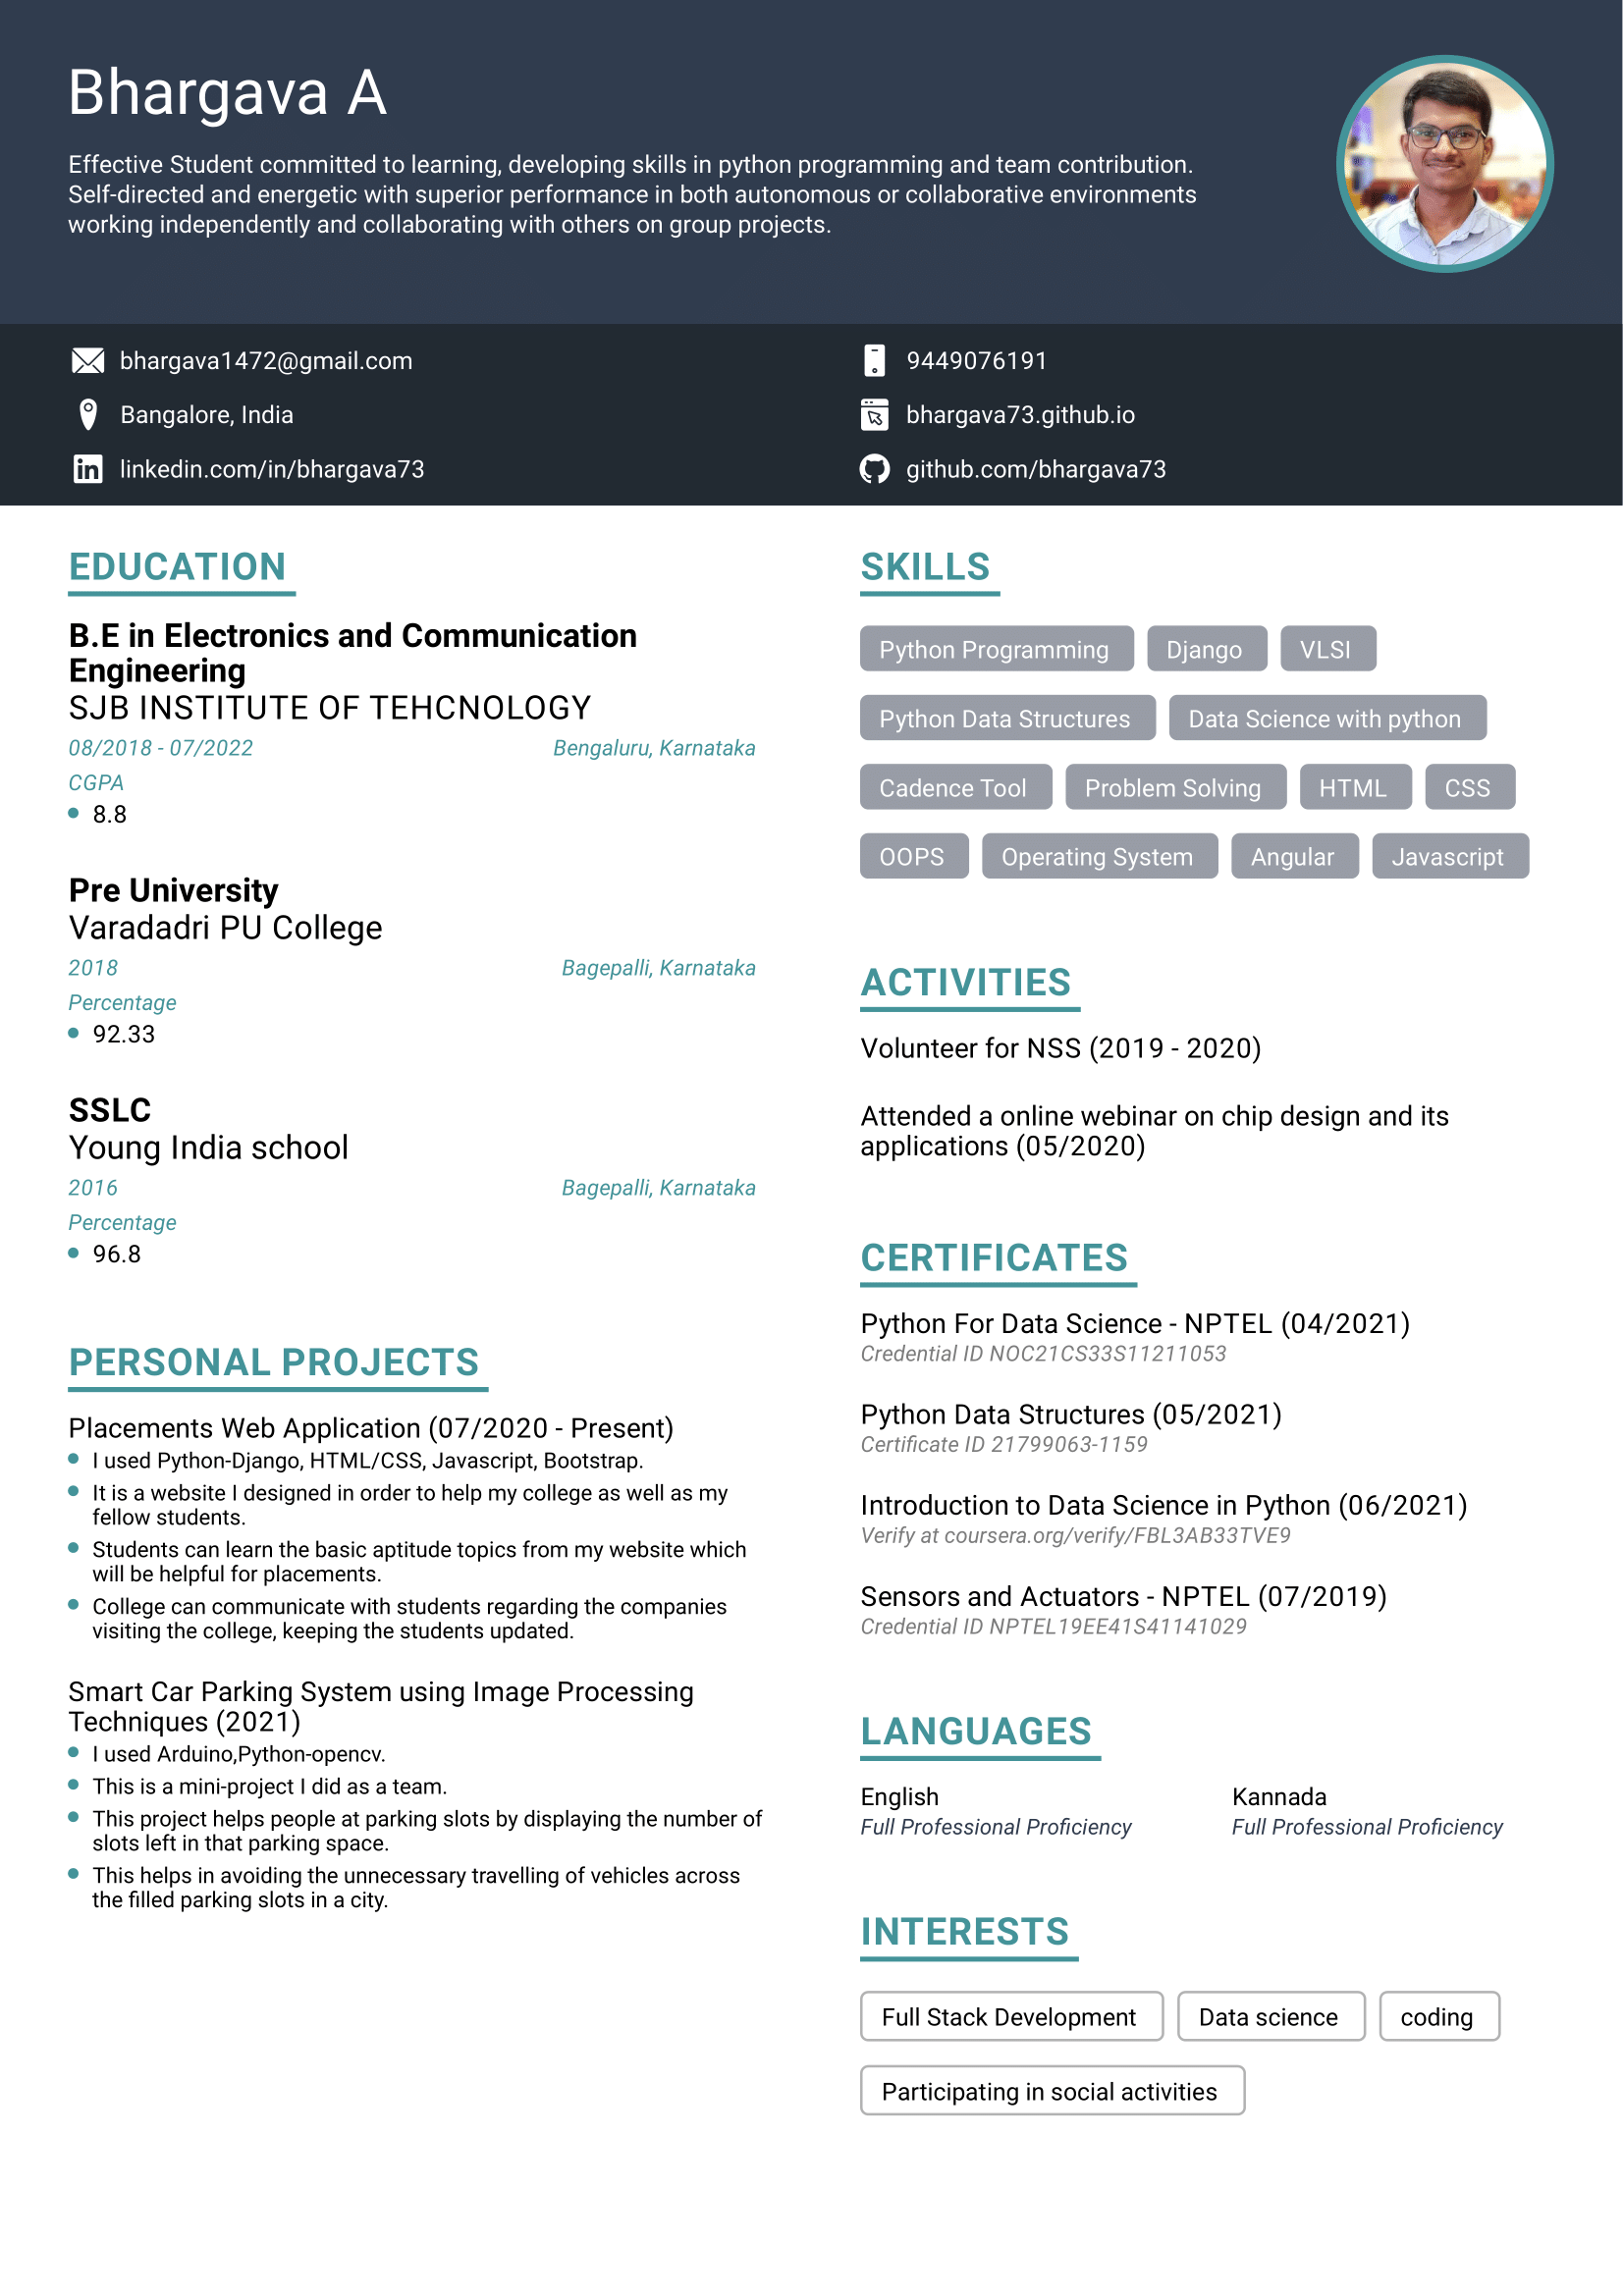 Bhargava A
Effective Student committed to learning, developing skills in python programming and team contribution.
Self-directed and energetic with superior performance in both autonomous or collaborative environments
working independently and collaborating with others on group projects.
bhargava1472@gmail.com
9449076191
Bangalore, India
bhargava73.github.io
linkedin.com/in/bhargava73
github.com/bhargava73
EDUCATION
B.E in Electronics and Communication
Engineering
SJB INSTITUTE OF TEHCNOLOGY
08/2018 - 07/2022 Bengaluru, Karnataka
CGPA
8.8
Pre University
Varadadri PU College
2018 Bagepalli, Karnataka
Percentage
92.33
SSLC
Young India school
2016 Bagepalli, Karnataka
Percentage
96.8
PERSONAL PROJECTS
Placements Web Application (07/2020 - Present)
I used Python-Django, HTML/CSS, Javascript, Bootstrap.
It is a website I designed in order to help my college as well as my
fellow students.
Students can learn the basic aptitude topics from my website which
will be helpful for placements.
College can communicate with students regarding the companies
visiting the college, keeping the students updated.
Smart Car Parking System using Image Processing
Techniques (2021)
I used Arduino,Python-opencv.
This is a mini-project I did as a team.
This project helps people at parking slots by displaying the number of
slots left in that parking space.
This helps in avoiding the unnecessary travelling of vehicles across
the filled parking slots in a city.
SKILLS
Python Programming Django VLSI
Python Data Structures Data Science with python
Cadence Tool Problem Solving HTML CSS
OOPS Operating System Angular Javascript
ACTIVITIES
Volunteer for NSS (2019 - 2020)
Attended a online webinar on chip design and its
applications (05/2020)
CERTIFICATES
Python For Data Science - NPTEL (04/2021)
Credential ID NOC21CS33S11211053
Python Data Structures (05/2021)
Certificate ID 21799063-1159
Introduction to Data Science in Python (06/2021)
Verify at coursera.org/verify/FBL3AB33TVE9
Sensors and Actuators - NPTEL (07/2019)
Credential ID NPTEL19EE41S41141029
LANGUAGES
English Kannada
Full Professional Proficiency Full Professional Proficiency
INTERESTS
Full Stack Development Data science coding
Participating in social activities